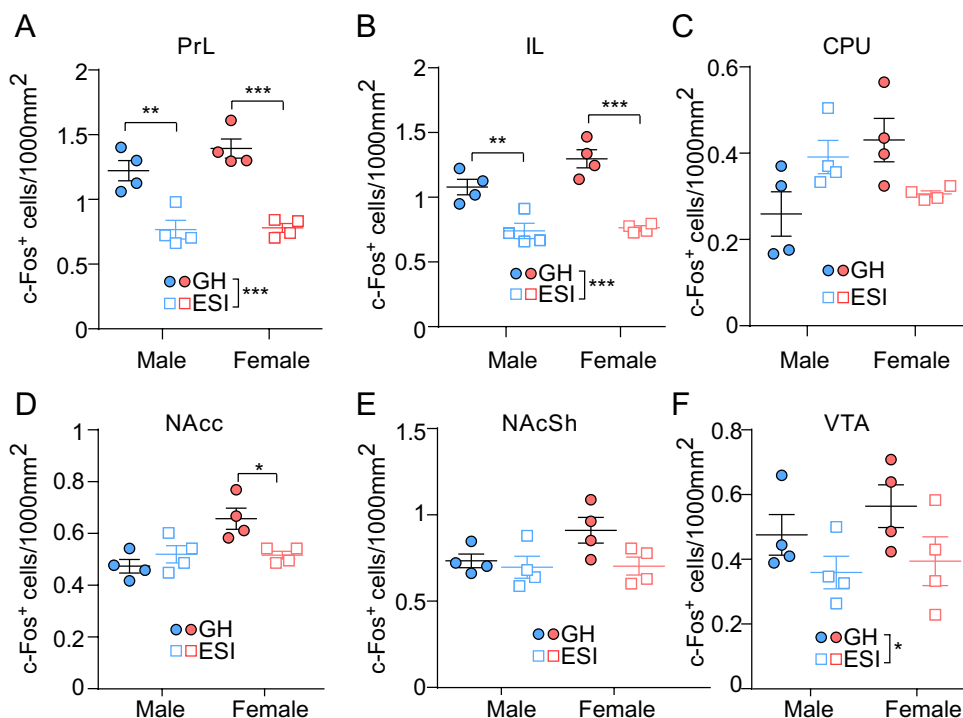 A
PrL
c-Fos⁺ cells/1000mm²
2
1.5
1
0.5
0
**
***
GH
ESI
***
Male
Female
B
IL
c-Fos⁺ cells/1000mm²
2
1.5
1
0.5
0
**
***
GH
ESI
***
Male
Female
C
CPU
c-Fos⁺ cells/1000mm²
0.6
0.4
0.2
0
GH
ESI
Male
Female
D
NAcc
c-Fos⁺ cells/1000mm²
1
0.8
0.6
0.4
0.2
0
*
GH
ESI
Male
Female
E
NAcSh
c-Fos⁺ cells/1000mm²
1.5
1
0.5
0
GH
ESI
Male
Female
F
VTA
c-Fos⁺ cells/1000mm²
0.8
0.6
0.4
0.2
0
GH
ESI
*
Male
Female